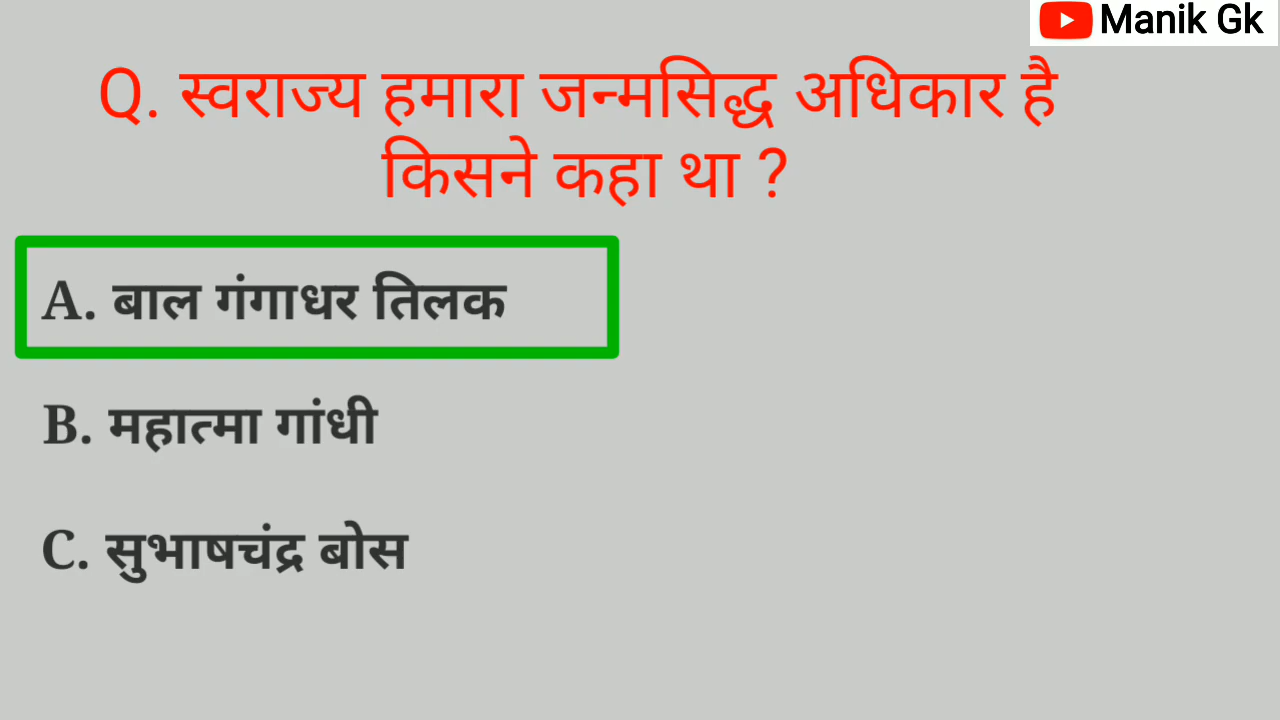 Manik Gk
Q. स्वराज्य हमारा जन्मसिद्ध अधिकार है
किसने कहा था ?
A. बाल गंगाधर तिलक
B. महात्मा गांधी
C. सुभाषचंद्र बोस